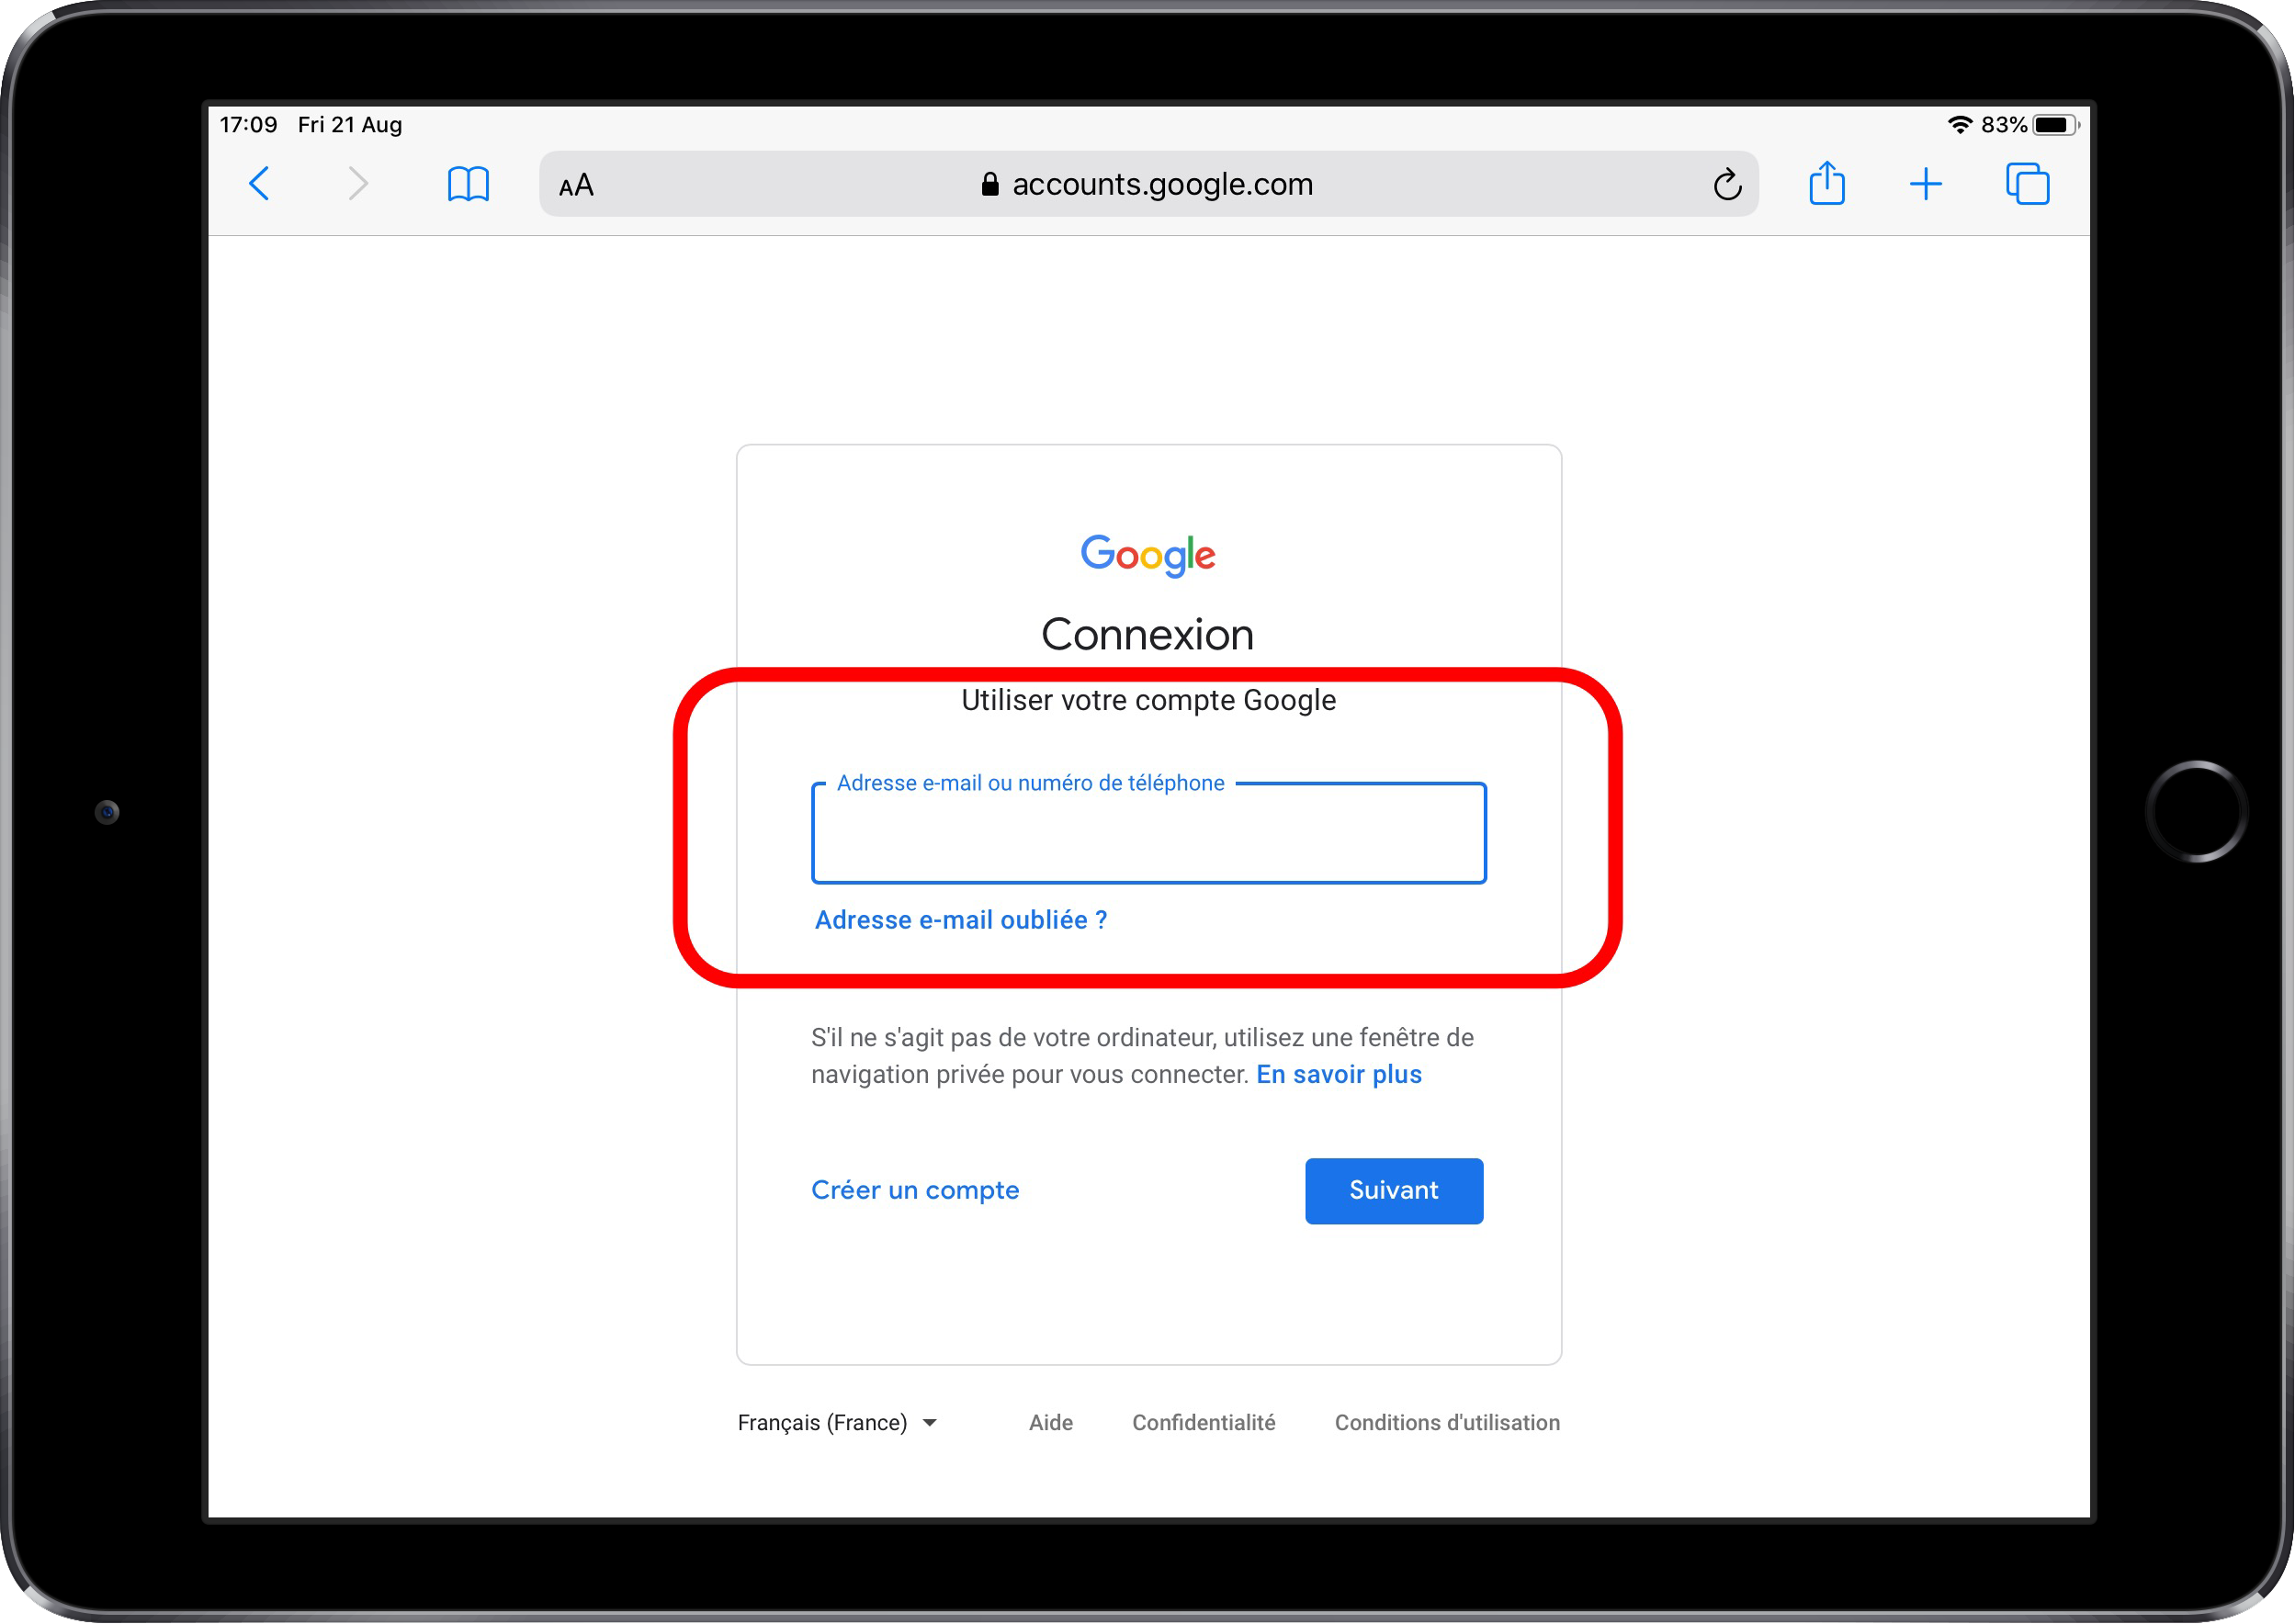 17:09 Fri 21 Aug 83%
AA accounts.google.com
Google
Connexion
Utiliser votre compte Google
Adresse e-mail ou numéro de téléphone
Adresse e-mail oubliée ?
S'il ne s'agit pas de votre ordinateur, utilisez une fenêtre de
navigation privée pour vous connecter. En savoir plus
Créer un compte Suivant
Français (France) Aide Confidentialité Conditions d'utilisation